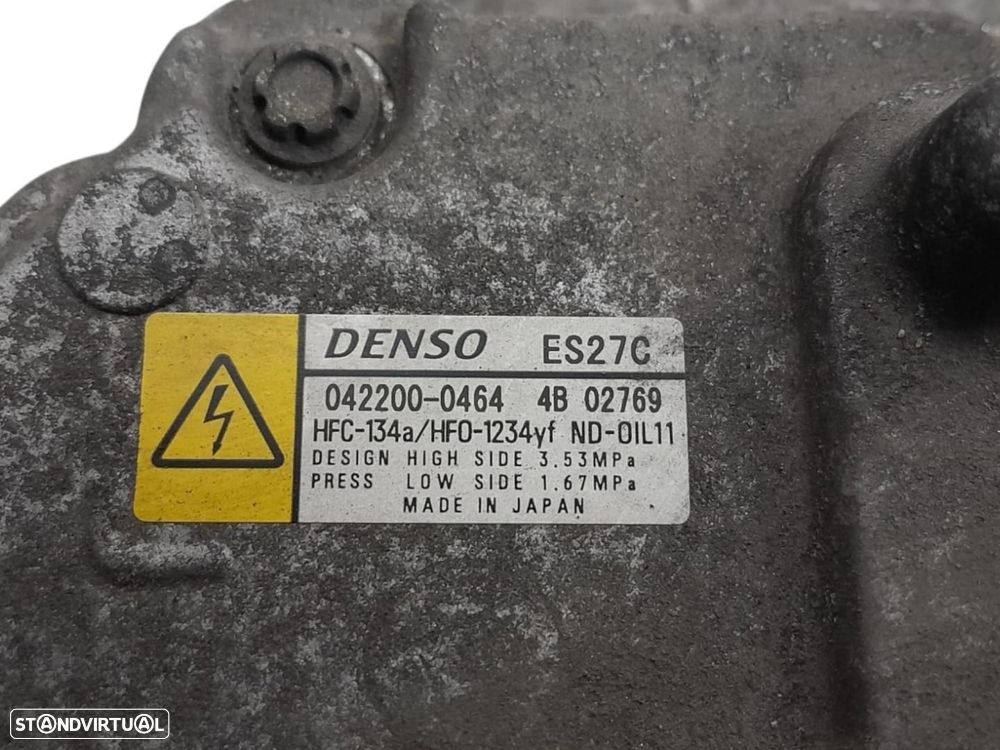 DENSO ES27C
042200-0464 4B 02769
HFC-134a/HFO-1234yf ND-OIL11
DESIGN HIGH SIDE 3.53MPa
PRESS LOW SIDE 1.67MPa
MADE IN JAPAN
STANDVIRTUAL